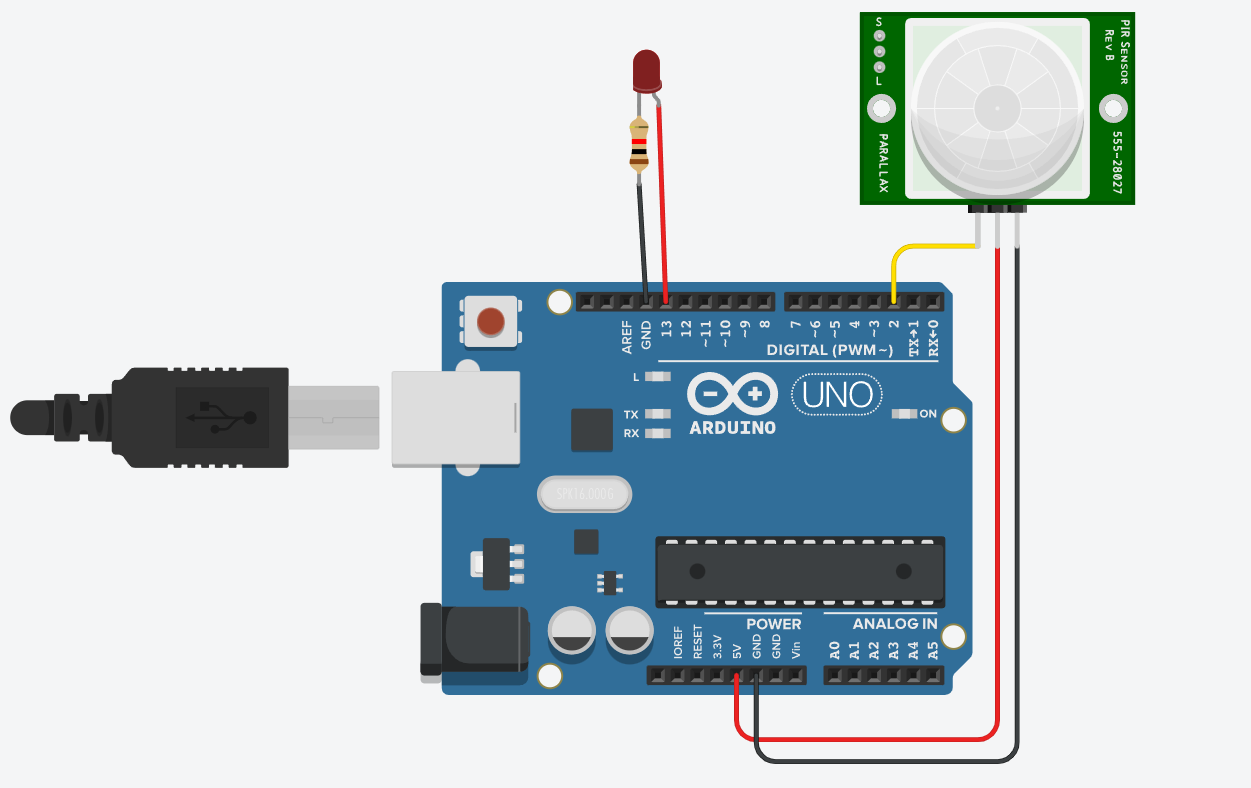 S
L
PARALLAX
PIR SENSOR
REV B
555-28027
AREF
GND
13
12
~11
~10
~9
8
7
~6
~5
4
~3
2
TX→1
RX←0
DIGITAL (PWM~)
L
TX
RX
ARDUINO
UNO
ON
SPK16.000G
POWER
ANALOG IN
IOREF
RESET
3.3V
5V
GND
GND
Vin
A0
A1
A2
A3
A4
A5